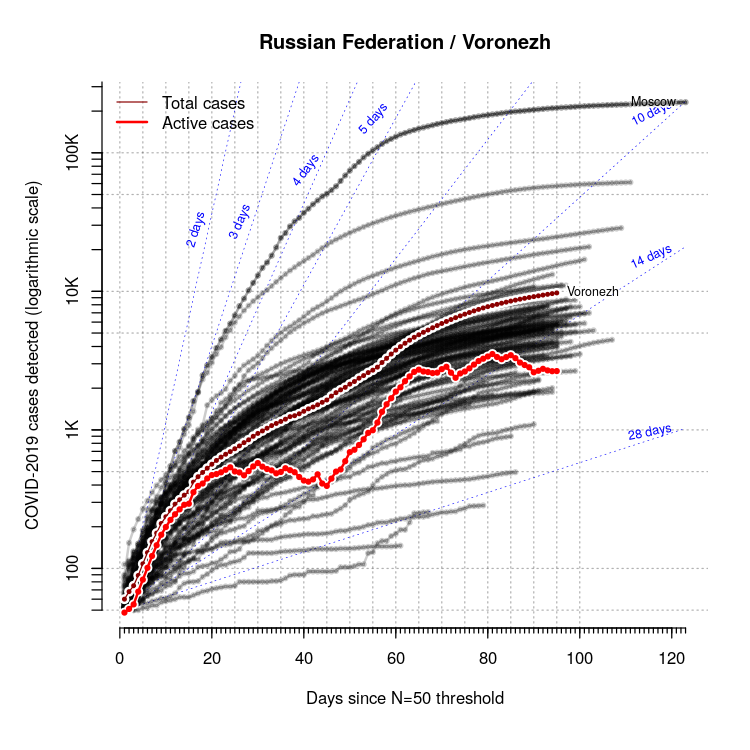 Russian Federation / Voronezh
Total cases
Active cases
2 days
3 days
4 days
5 days
10 days
14 days
28 days
Moscow
Voronezh
COVID-2019 cases detected (logarithmic scale)
100K
10K
1K
100
0 20 40 60 80 100 120
Days since N=50 threshold